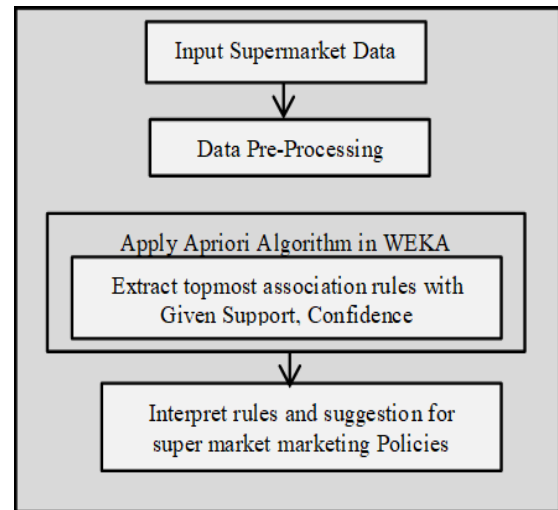 Input Supermarket Data
Data Pre-Processing
Apply Apriori Algorithm in WEKA
Extract topmost association rules with
Given Support, Confidence
Interpret rules and suggestion for
super market marketing Policies